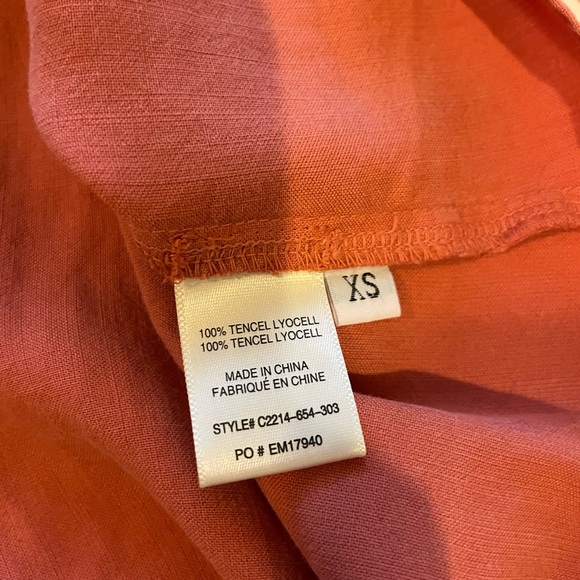 XS
100% TENCEL LYOCELL
100% TENCEL LYOCELL
MADE IN CHINA
FABRIQUÉ EN CHINE
STYLE# C2214-654-303
PO # EM17940